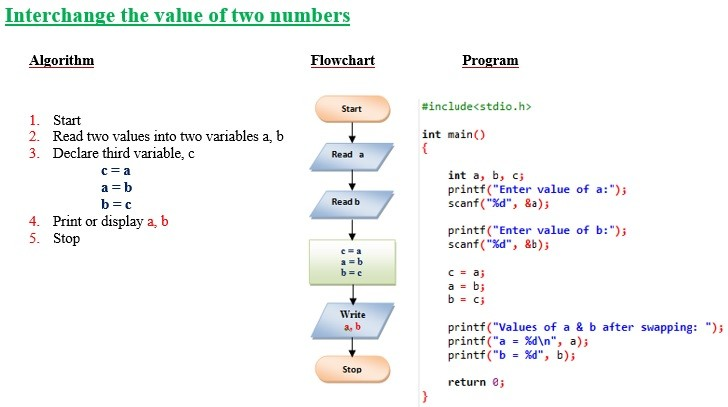 Interchange the value of two numbers
Algorithm
1. Start
2. Read two values into two variables a, b
3. Declare third variable, c
c = a
a = b
b = c
4. Print or display a, b
5. Stop
Flowchart
Start
Read a
Read b
c = a
a = b
b = c
Write
a, b
Stop
Program
#include<stdio.h>
int main()
{
int a, b, c;
printf("Enter value of a:");
scanf("%d", &a);
printf("Enter value of b:");
scanf("%d", &b);
c = a;
a = b;
b = c;
printf("Values of a & b after swapping: ");
printf("a = %d\n", a);
printf("b = %d", b);
return 0;
}